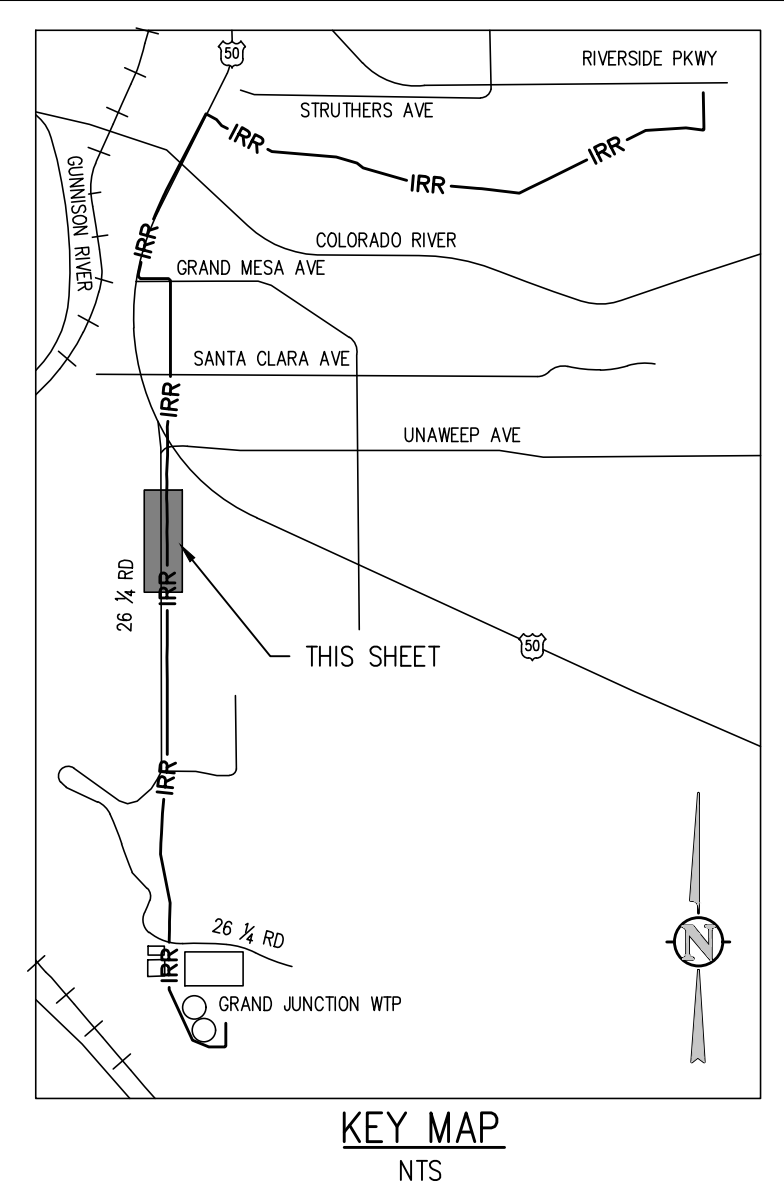 50
RIVERSIDE PKWY
STRUTHERS AVE
IRR
IRR
IRR
GUNNISON RIVER
IRR
COLORADO RIVER
GRAND MESA AVE
SANTA CLARA AVE
IRR
UNAWEEP AVE
26 ¼ RD
IRR
THIS SHEET
50
IRR
26 ¼ RD
N
IRR
GRAND JUNCTION WTP
KEY MAP
NTS